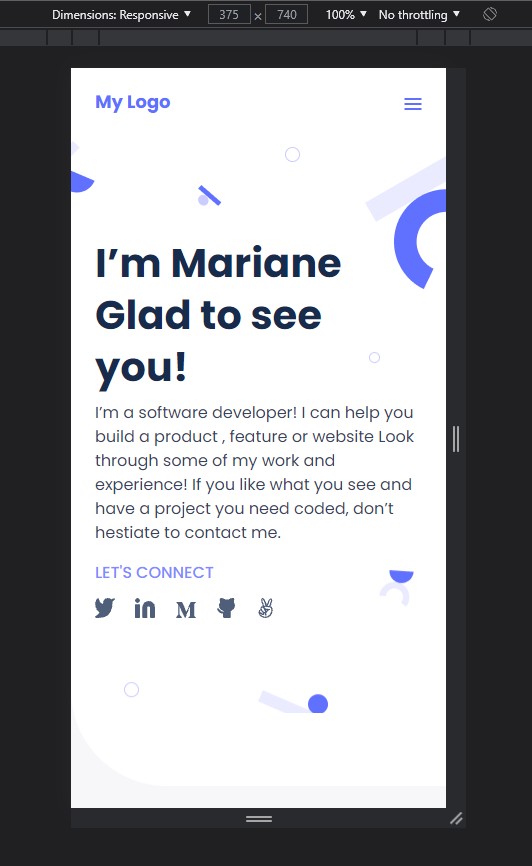 Dimensions: Responsive 375 × 740 100% No throttling
My Logo
I’m Mariane
Glad to see
you!
I’m a software developer! I can help you
build a product , feature or website Look
through some of my work and
experience! If you like what you see and
have a project you need coded, don’t
hestiate to contact me.
LET'S CONNECT